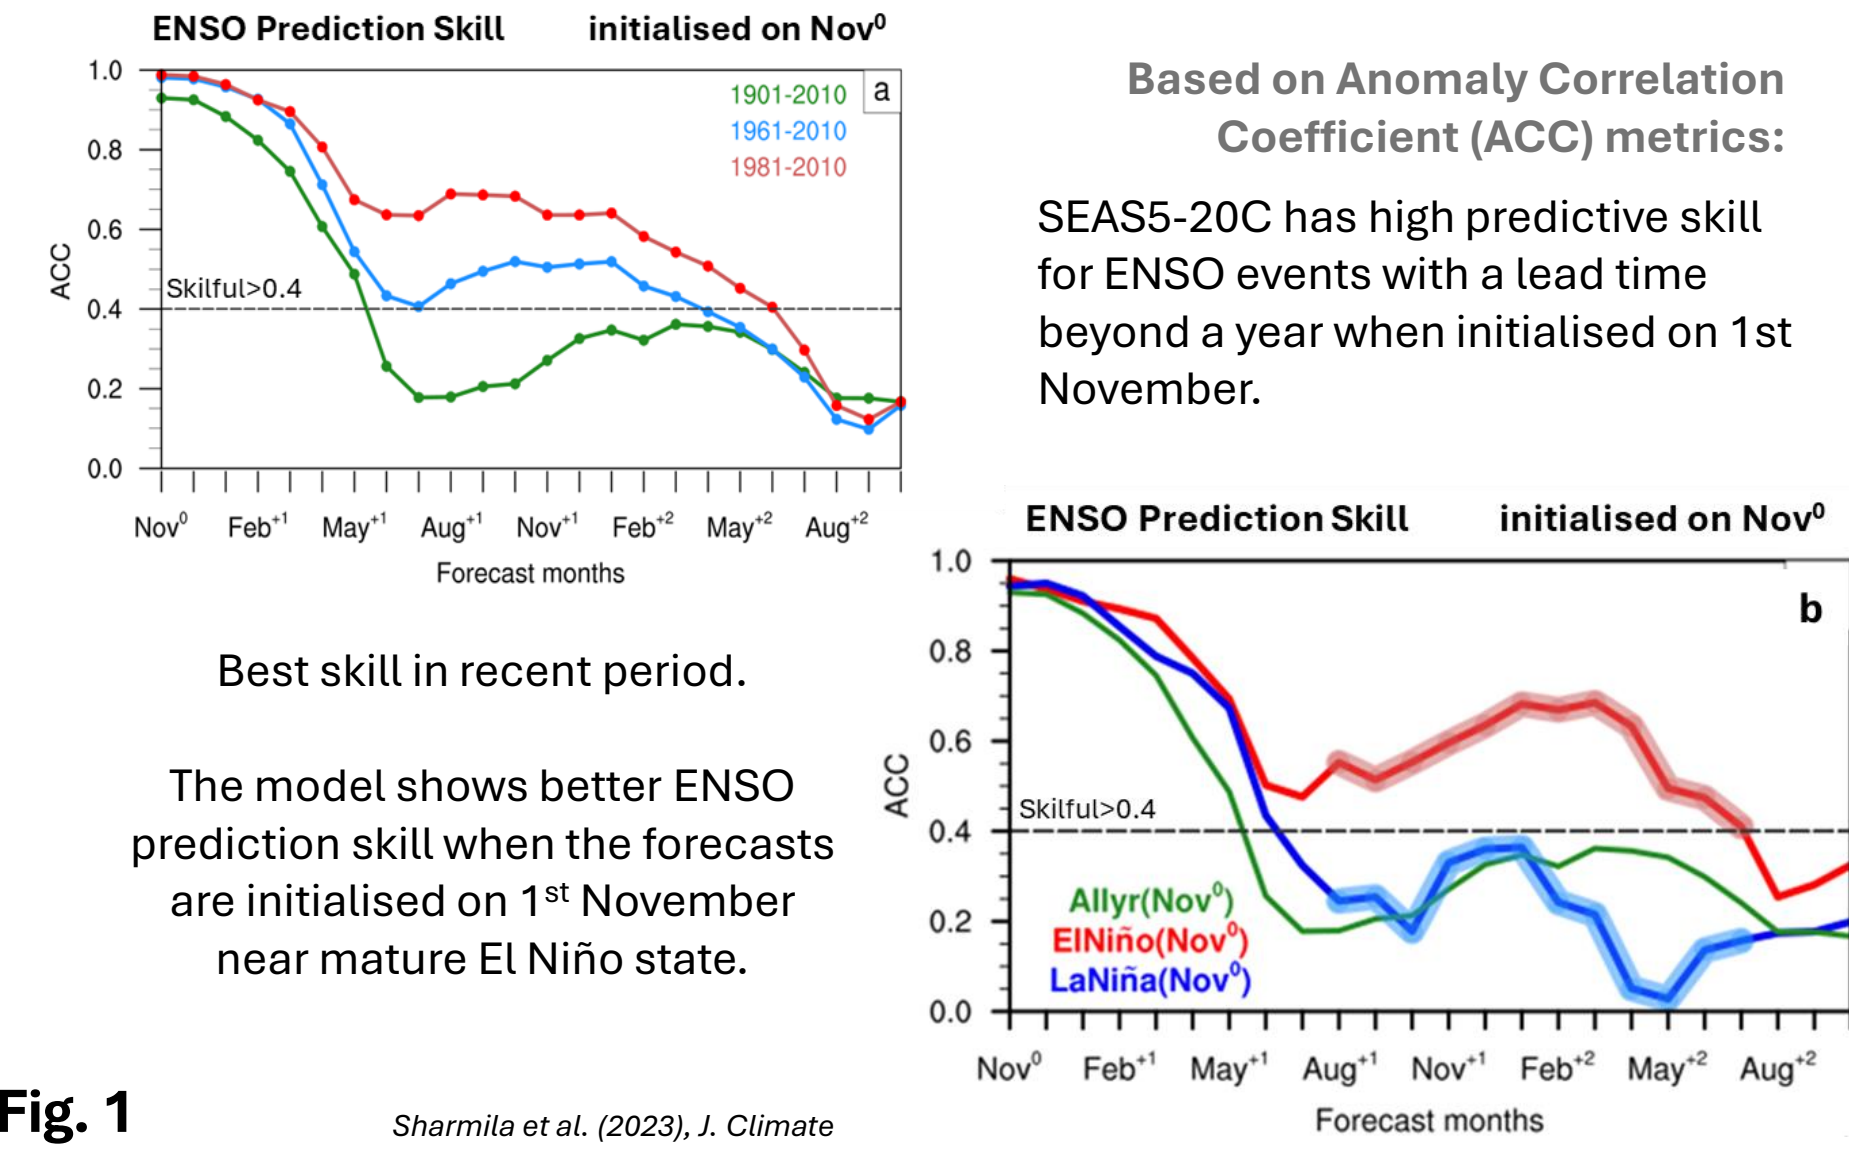 ENSO Prediction Skill initialised on Nov⁰
1.0
0.8
0.6
0.4
0.2
0.0
ACC
a
1901-2010
1961-2010
1981-2010
Skilful>0.4
Nov⁰ Feb⁺¹ May⁺¹ Aug⁺¹ Nov⁺¹ Feb⁺² May⁺² Aug⁺²
Forecast months
Based on Anomaly Correlation
Coefficient (ACC) metrics:
SEAS5-20C has high predictive skill
for ENSO events with a lead time
beyond a year when initialised on 1st
November.
Best skill in recent period.
The model shows better ENSO
prediction skill when the forecasts
are initialised on 1ˢᵗ November
near mature El Niño state.
ENSO Prediction Skill initialised on Nov⁰
1.0
0.8
0.6
0.4
0.2
0.0
ACC
b
Skilful>0.4
Allyr(Nov⁰)
ElNiño(Nov⁰)
LaNiña(Nov⁰)
Nov⁰ Feb⁺¹ May⁺¹ Aug⁺¹ Nov⁺¹ Feb⁺² May⁺² Aug⁺²
Forecast months
Fig. 1
Sharmila et al. (2023), J. Climate